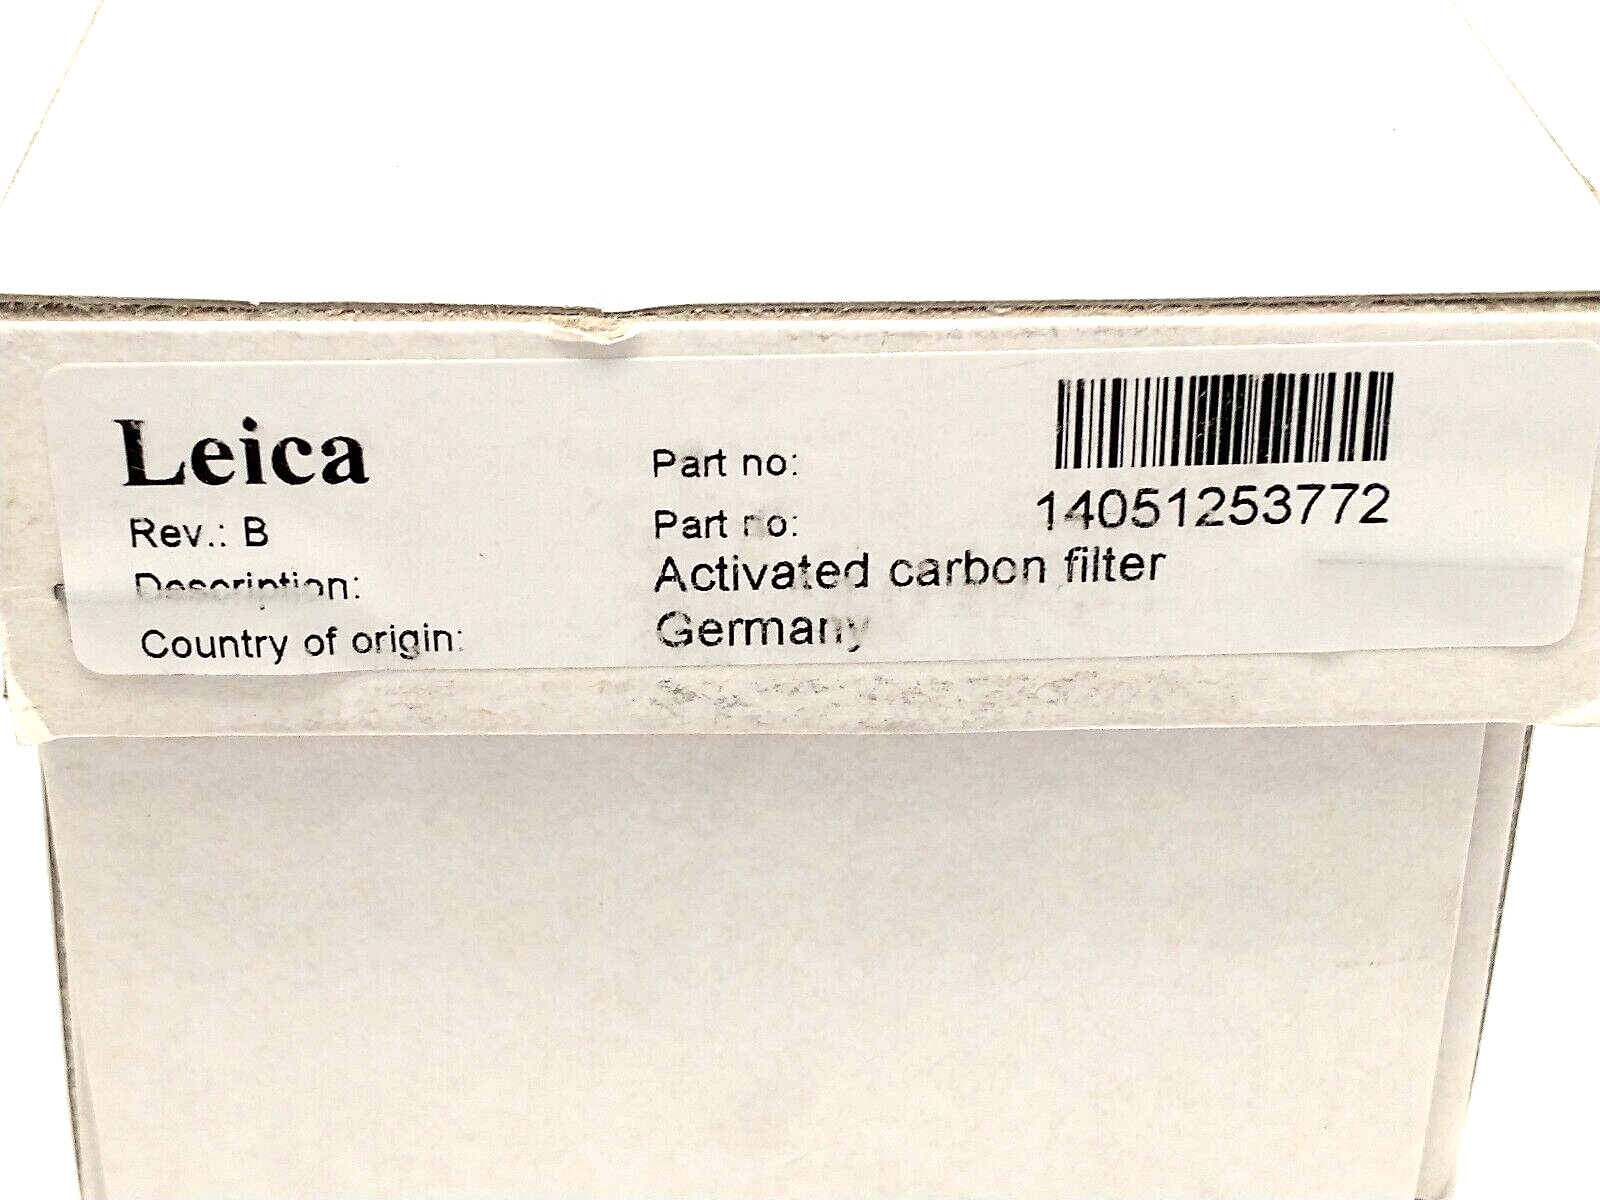 Leica
Part no:
Rev.: B
Part no: 14051253772
Description: Activated carbon filter
Country of origin: Germany